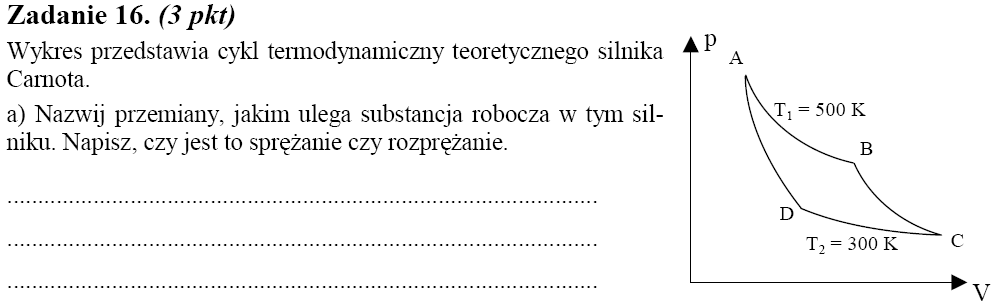 Zadanie 16. (3 pkt)
Wykres przedstawia cykl termodynamiczny teoretycznego silnika
Carnota.
a) Nazwij przemiany, jakim ulega substancja robocza w tym sil-
niku. Napisz, czy jest to sprężanie czy rozprężanie.
...............................................................................................
...............................................................................................
...............................................................................................
p
A
T₁ = 500 K
B
D
T₂ = 300 K
C
V